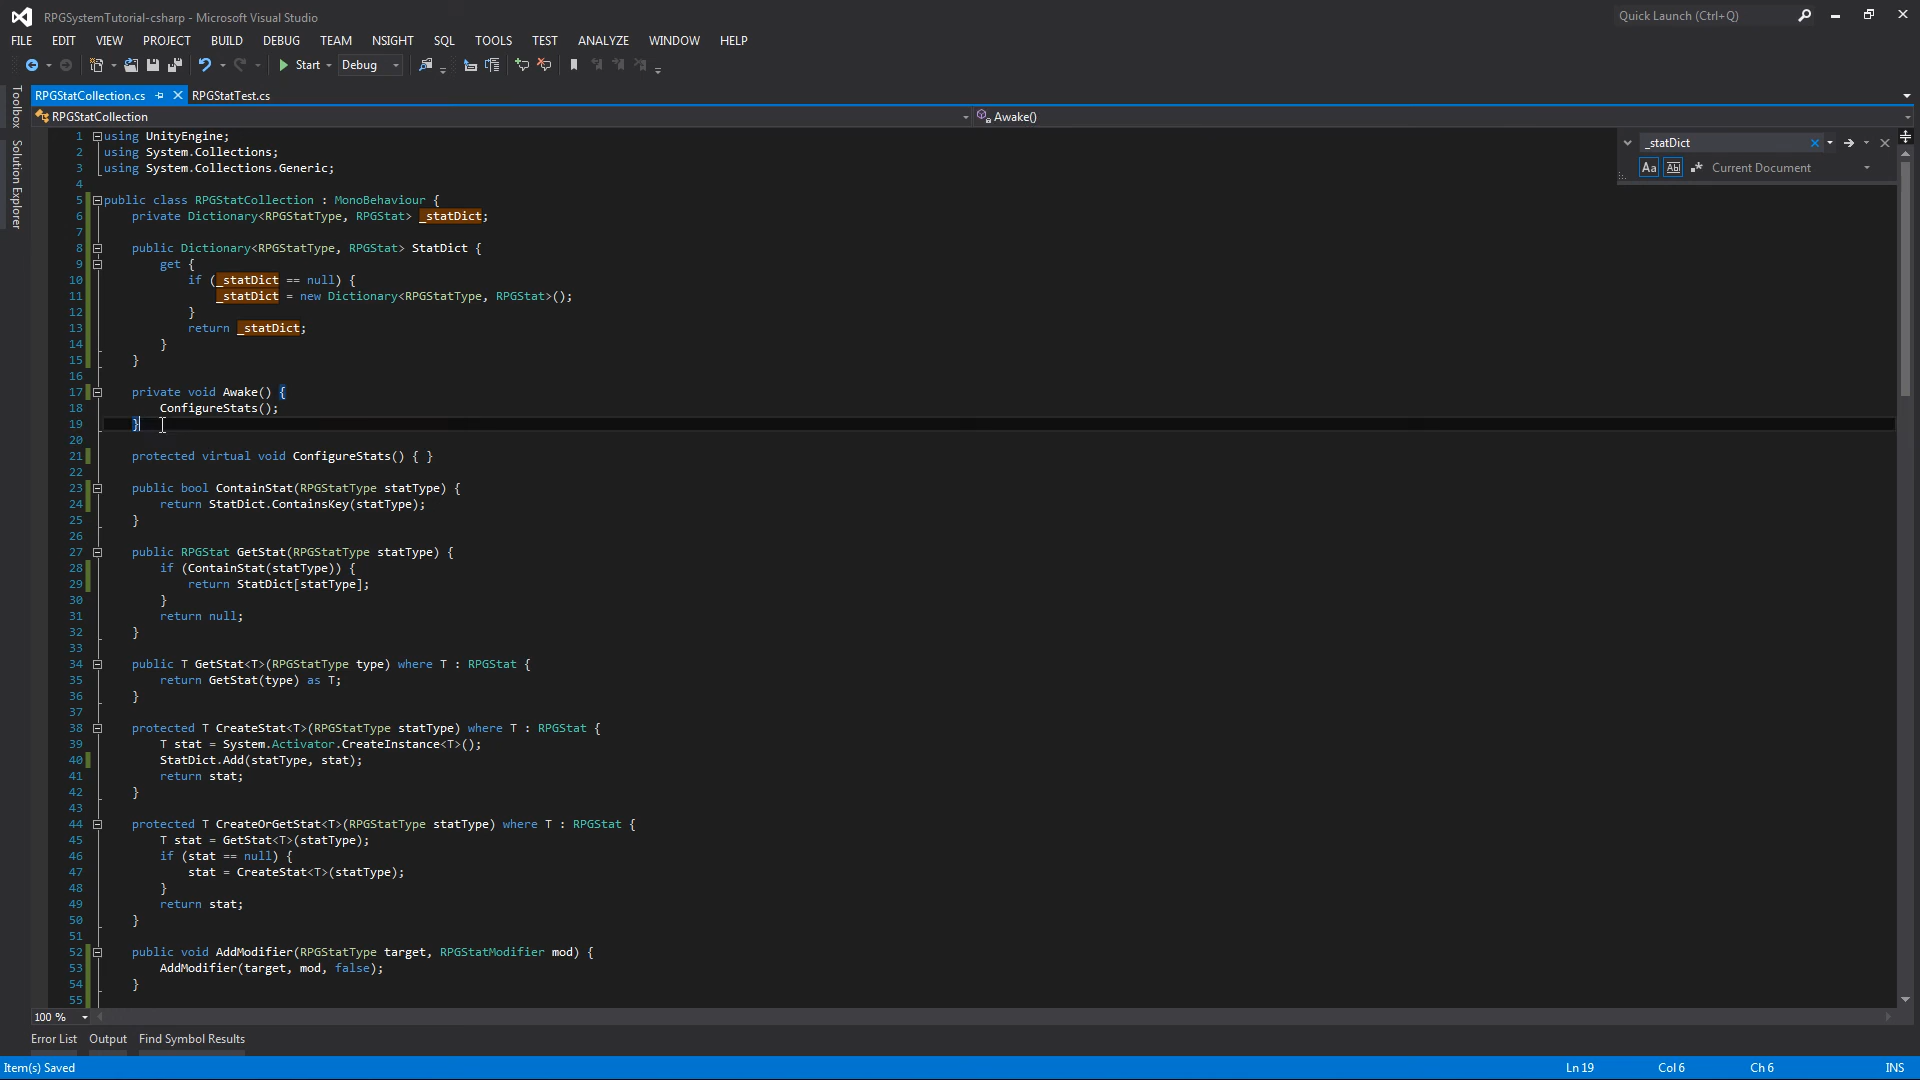 RPGSystemTutorial-csharp - Microsoft Visual Studio
Quick Launch (Ctrl+Q)
FILE EDIT VIEW PROJECT BUILD DEBUG TEAM NSIGHT SQL TOOLS TEST ANALYZE WINDOW HELP
Start Debug
RPGStatCollection.cs RPGStatTest.cs
Toolbox
Solution Explorer
RPGStatCollection Awake()
_statDict
Aa Ab Current Document
1 using UnityEngine;
2 using System.Collections;
3 using System.Collections.Generic;
4
5 public class RPGStatCollection : MonoBehaviour {
6 private Dictionary<RPGStatType, RPGStat> _statDict;
7
8 public Dictionary<RPGStatType, RPGStat> StatDict {
9 get {
10 if (_statDict == null) {
11 _statDict = new Dictionary<RPGStatType, RPGStat>();
12 }
13 return _statDict;
14 }
15 }
16
17 private void Awake() {
18 ConfigureStats();
19 }
20
21 protected virtual void ConfigureStats() { }
22
23 public bool ContainStat(RPGStatType statType) {
24 return StatDict.ContainsKey(statType);
25 }
26
27 public RPGStat GetStat(RPGStatType statType) {
28 if (ContainStat(statType)) {
29 return StatDict[statType];
30 }
31 return null;
32 }
33
34 public T GetStat<T>(RPGStatType type) where T : RPGStat {
35 return GetStat(type) as T;
36 }
37
38 protected T CreateStat<T>(RPGStatType statType) where T : RPGStat {
39 T stat = System.Activator.CreateInstance<T>();
40 StatDict.Add(statType, stat);
41 return stat;
42 }
43
44 protected T CreateOrGetStat<T>(RPGStatType statType) where T : RPGStat {
45 T stat = GetStat<T>(statType);
46 if (stat == null) {
47 stat = CreateStat<T>(statType);
48 }
49 return stat;
50 }
51
52 public void AddModifier(RPGStatType target, RPGStatModifier mod) {
53 AddModifier(target, mod, false);
54 }
55
100 %
Error List Output Find Symbol Results
Item(s) Saved Ln 19 Col 6 Ch 6 INS